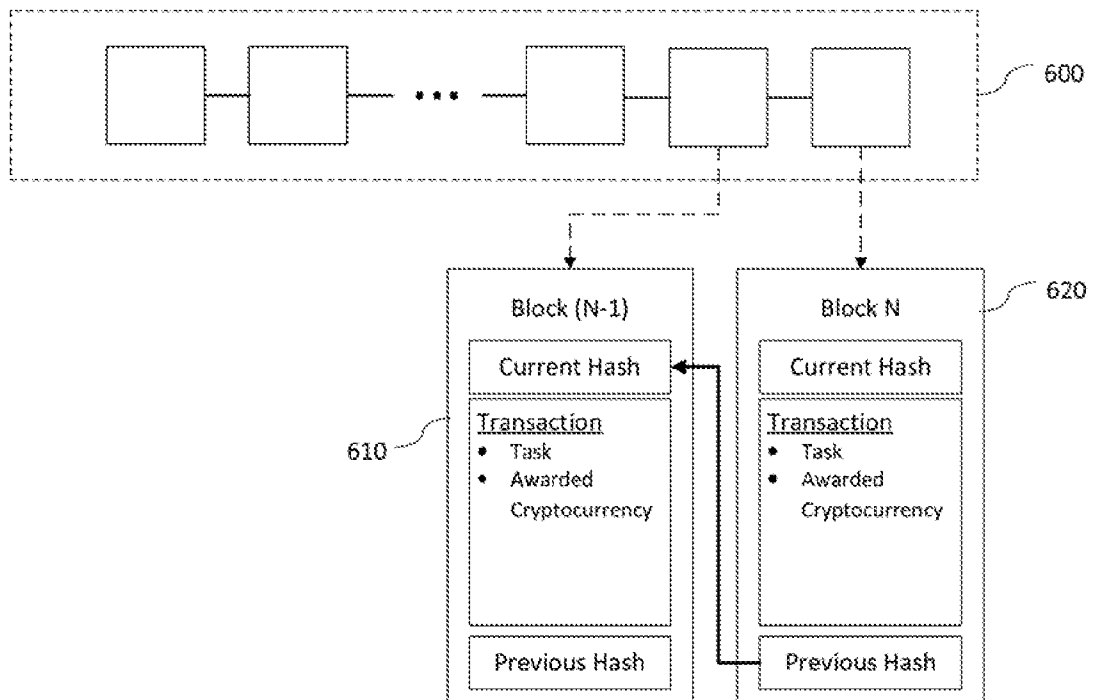 600
Block (N-1)
Block N
620
Current Hash
Current Hash
Transaction
• Task
• Awarded
Cryptocurrency
Transaction
• Task
• Awarded
Cryptocurrency
610
Previous Hash
Previous Hash